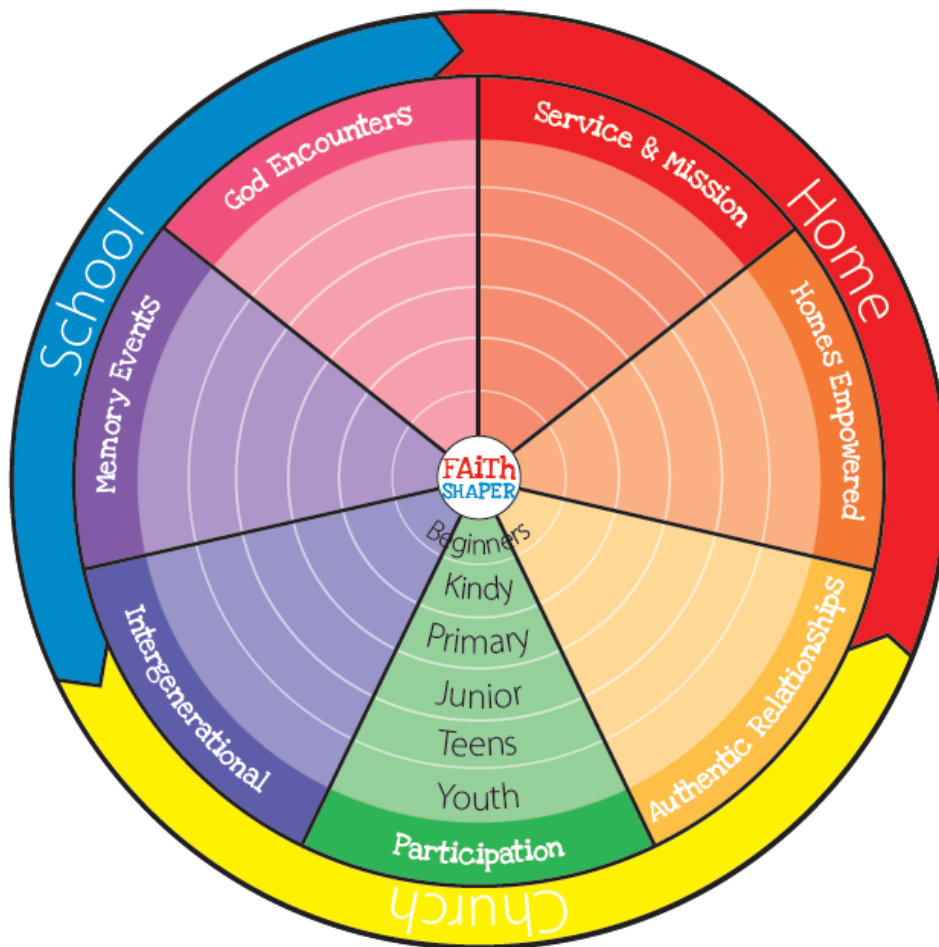 School
Home
Church
God Encounters
Service & Mission
Homes Empowered
Authentic Relationships
Participation
Intergenerational
Memory Events
FAiTh
SHAPER
Beginners
Kindy
Primary
Junior
Teens
Youth